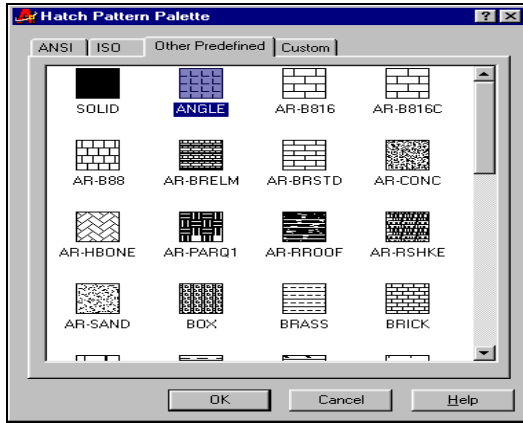 Hatch Pattern Palette
ANSI ISO Other Predefined Custom
SOLID ANGLE AR-B816 AR-B816C
AR-B88 AR-BRELM AR-BRSTD AR-CONC
AR-HBONE AR-PARQ1 AR-RROOF AR-RSHKE
AR-SAND BOX BRASS BRICK
OK Cancel Help